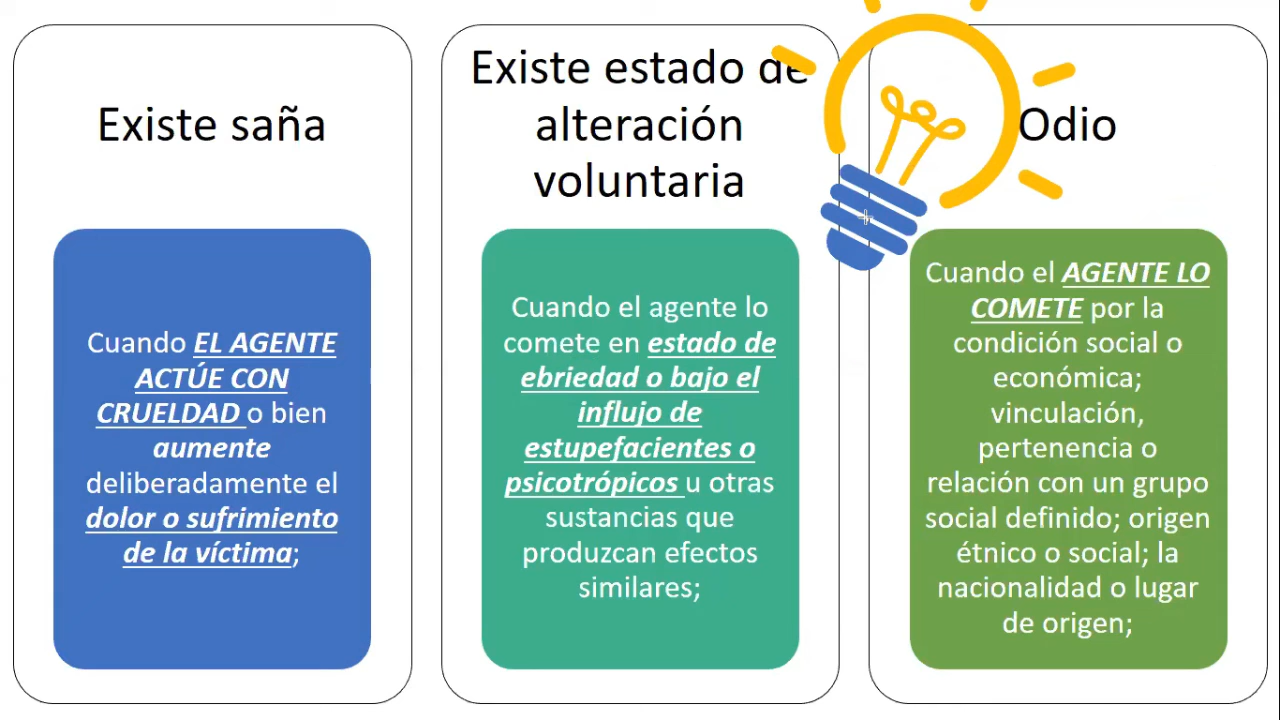 Existe saña
Cuando EL AGENTE
ACTÚE CON
CRUELDAD o bien
aumente
deliberadamente el
dolor o sufrimiento
de la víctima;
Existe estado de
alteración
voluntaria
Cuando el agente lo
comete en estado de
ebriedad o bajo el
influjo de
estupefacientes o
psicotrópicos u otras
sustancias que
produzcan efectos
similares;
Odio
Cuando el AGENTE LO
COMETE por la
condición social o
económica;
vinculación,
pertenencia o
relación con un grupo
social definido; origen
étnico o social; la
nacionalidad o lugar
de origen;